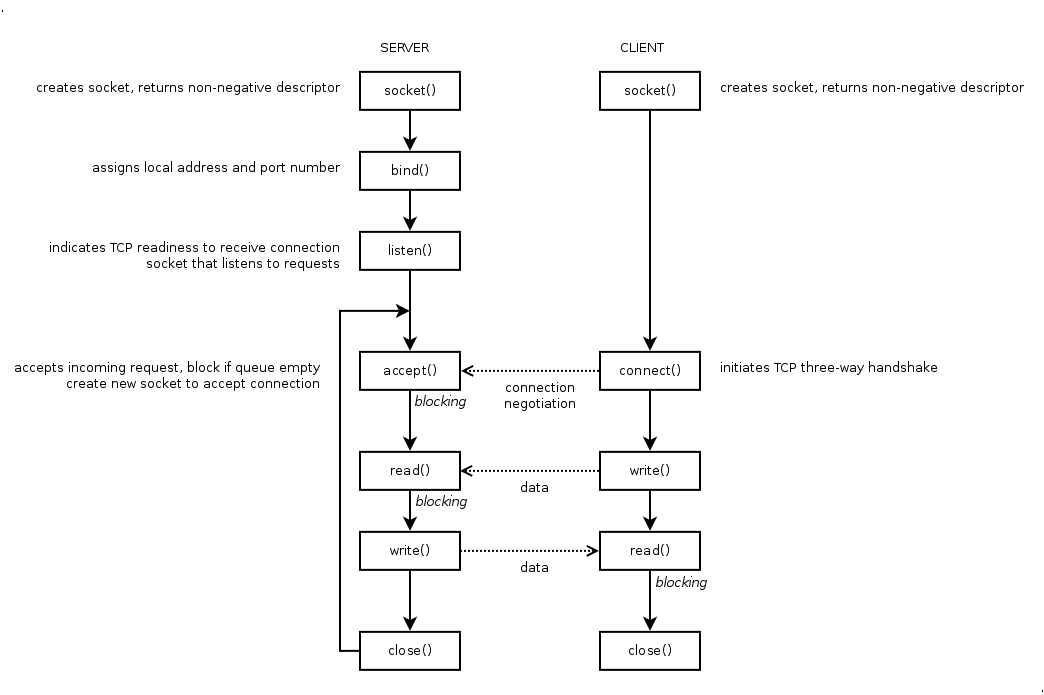 SERVER
CLIENT
creates socket, returns non-negative descriptor
socket()
socket()
creates socket, returns non-negative descriptor
assigns local address and port number
bind()
indicates TCP readiness to receive connection
socket that listens to requests
listen()
accepts incoming request, block if queue empty
create new socket to accept connection
accept()
blocking
connection
negotiation
connect()
initiates TCP three-way handshake
read()
blocking
data
write()
write()
data
read()
blocking
close()
close()